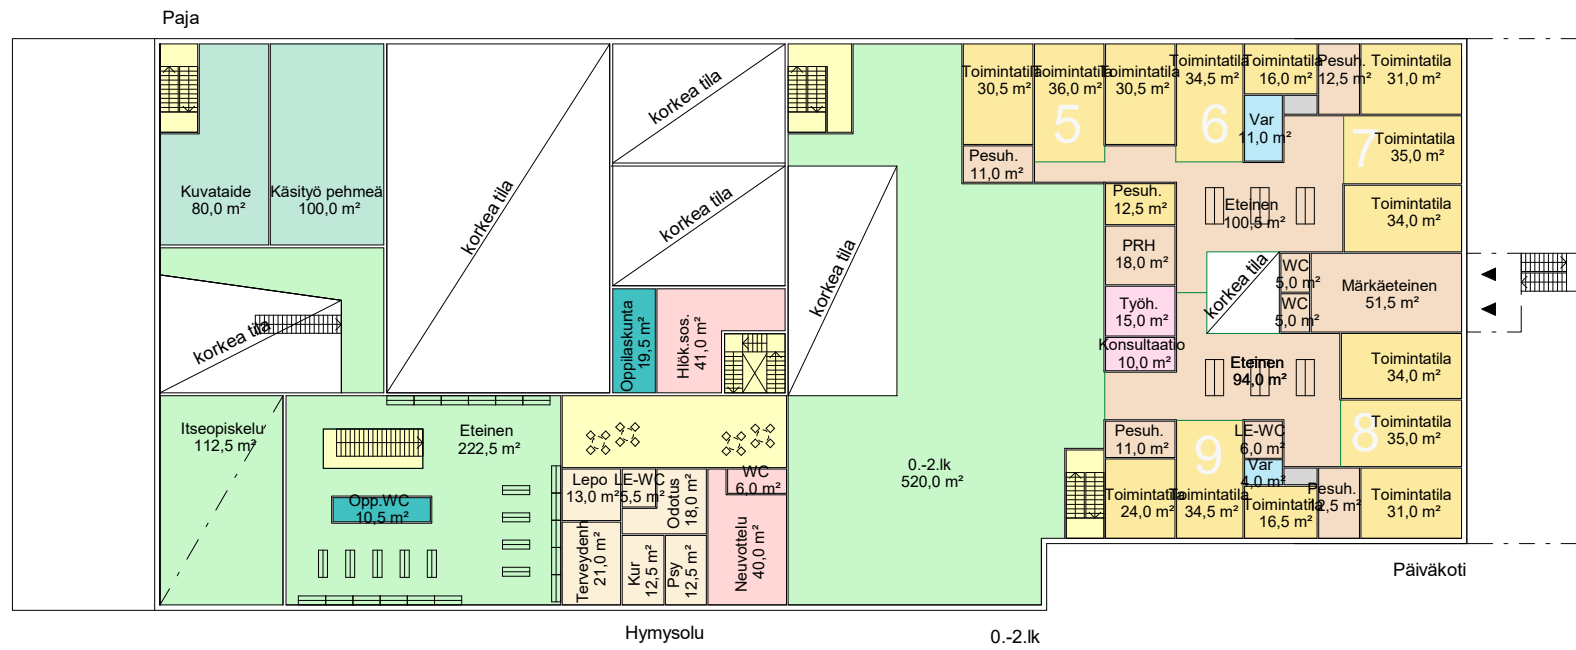 Paja
Kuvataide
80,0 m²
Käsityö pehmeä
100,0 m²
korkea tila
korkea tila
korkea tila
korkea tila
korkea tila
Oppilaskunta
19,5 m²
Hlök.sos.
41,0 m²
Itseopiskelu
112,5 m²
Eteinen
222,5 m²
Opp.WC
10,5 m²
Lepo
13,0 m²
LE-WC
5,5 m²
Odotus
18,0 m²
WC
6,0 m²
Terveydenh
21,0 m²
Kur
12,5 m²
Psy
12,5 m²
Neuvottelu
40,0 m²
0.-2.lk
520,0 m²
Toimintatila
30,5 m²
Toimintatila
36,0 m²
5
Toimintatila
30,5 m²
Toimintatila
34,5 m²
6
Toimintatila
16,0 m²
Pesuh.
12,5 m²
Toimintatila
31,0 m²
Var
11,0 m²
7
Toimintatila
35,0 m²
Pesuh.
11,0 m²
Pesuh.
12,5 m²
Eteinen
100,5 m²
Toimintatila
34,0 m²
PRH
18,0 m²
korkea tila
WC
5,0 m²
WC
5,0 m²
Märkäeteinen
51,5 m²
Työh.
15,0 m²
Konsultaatio
10,0 m²
Eteinen
94,0 m²
Toimintatila
34,0 m²
8
Toimintatila
35,0 m²
Pesuh.
11,0 m²
9
LE-WC
6,0 m²
Var
4,0 m²
Toimintatila
24,0 m²
Toimintatila
34,5 m²
Toimintatila
16,5 m²
Pesuh.
12,5 m²
Toimintatila
31,0 m²
Päiväkoti
Hymysolu
0.-2.lk